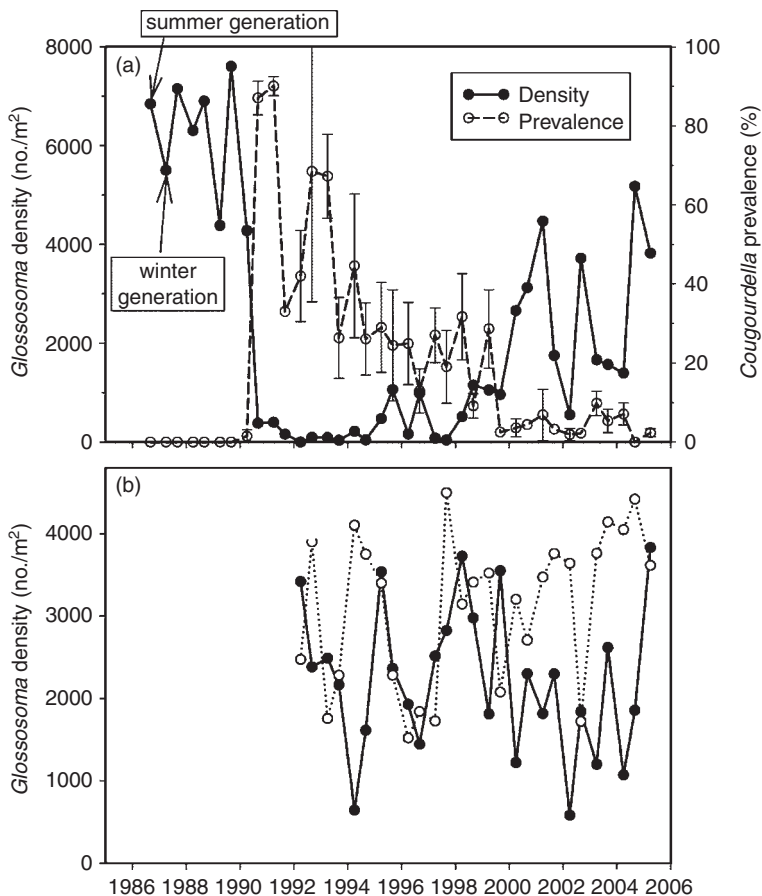 summer generation
8000
6000
4000
2000
0
Glossosoma density (no./m²)
(a)
winter
generation
Density
Prevalence
100
80
60
40
20
0
Cougourdella prevalence (%)
(b)
4000
3000
2000
1000
0
Glossosoma density (no./m²)
1986 1988 1990 1992 1994 1996 1998 2000 2002 2004 2006